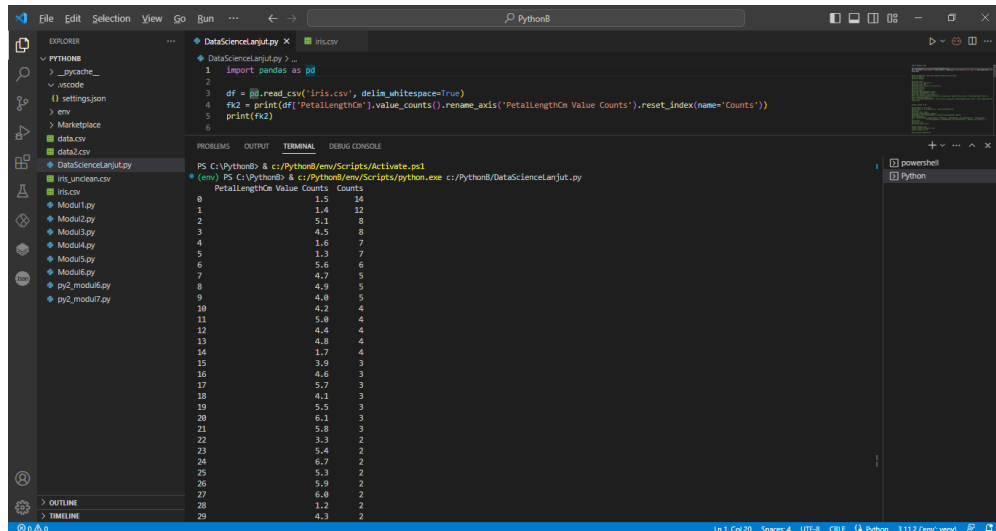 File Edit Selection View Go Run ... PythonB
EXPLORER ...
PYTHONB
__pycache__
.vscode
{} settings.json
env
Marketplace
data.csv
data2.csv
DataScienceLanjut.py
iris_unclean.csv
iris.csv
Modul1.py
Modul2.py
Modul3.py
Modul4.py
Modul5.py
Modul6.py
py2_modul6.py
py2_modul7.py
OUTLINE
TIMELINE
DataScienceLanjut.py iris.csv
DataScienceLanjut.py > ...
1 import pandas as pd
2
3 df = pd.read_csv('iris.csv', delim_whitespace=True)
4 fk2 = print(df['PetalLengthCm'].value_counts().rename_axis('PetalLengthCm Value Counts').reset_index(name='Counts'))
5 print(fk2)
6
PROBLEMS OUTPUT TERMINAL DEBUG CONSOLE
PS C:\PythonB> & c:/PythonB/env/Scripts/Activate.ps1
(env) PS C:\PythonB> & c:/PythonB/env/Scripts/python.exe c:/PythonB/DataScienceLanjut.py
PetalLengthCm Value Counts Counts
0 1.5 14
1 1.4 12
2 5.1 8
3 4.5 8
4 1.6 7
5 1.3 7
6 5.6 6
7 4.7 5
8 4.9 5
9 4.0 5
10 4.2 4
11 5.0 4
12 4.4 4
13 4.8 4
14 1.7 4
15 3.9 3
16 4.6 3
17 5.7 3
18 4.1 3
19 5.5 3
20 6.1 3
21 5.8 3
22 3.3 2
23 5.4 2
24 6.7 2
25 5.3 2
26 5.9 2
27 6.0 2
28 1.2 2
29 4.3 2
powershell
Python
0 0 Ln 1, Col 20 Spaces: 4 UTF-8 CRLF Python 3.11.2 ('env': venv)